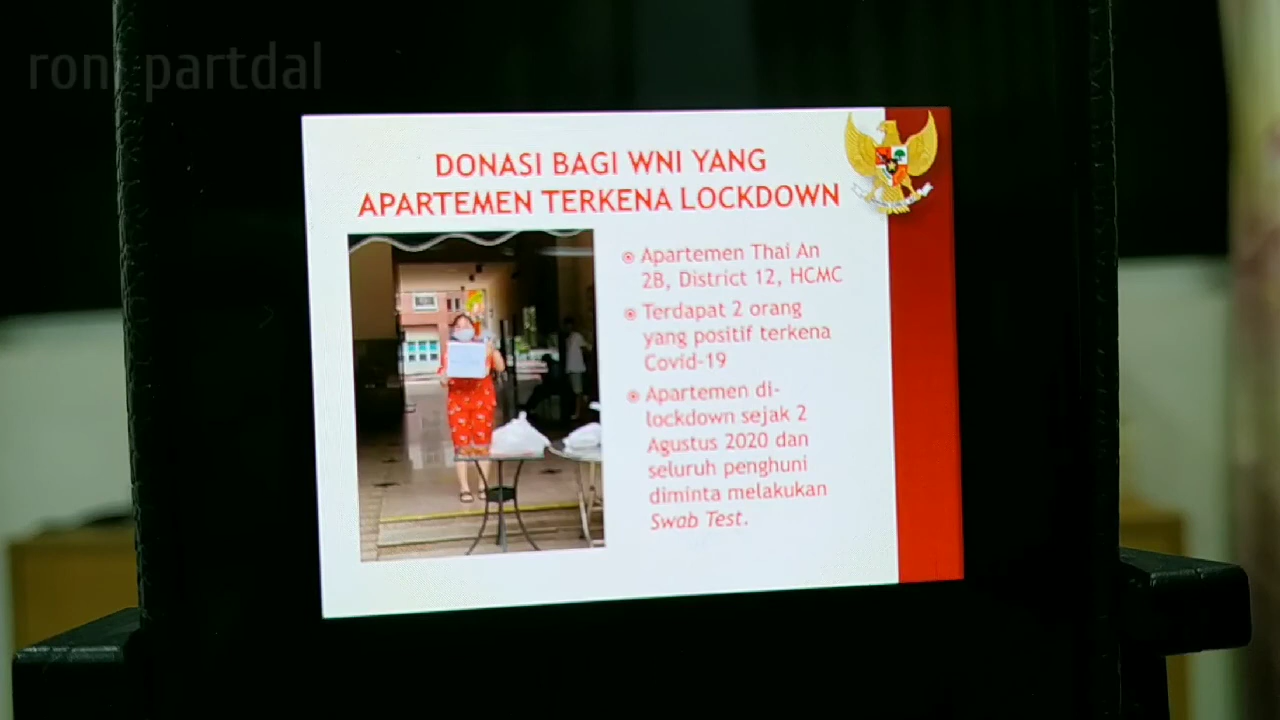 roni partdal
DONASI BAGI WNI YANG
APARTEMEN TERKENA LOCKDOWN
Apartemen Thai An
2B, District 12, HCMC
Terdapat 2 orang
yang positif terkena
Covid-19
Apartemen di-
lockdown sejak 2
Agustus 2020 dan
seluruh penghuni
diminta melakukan
Swab Test.